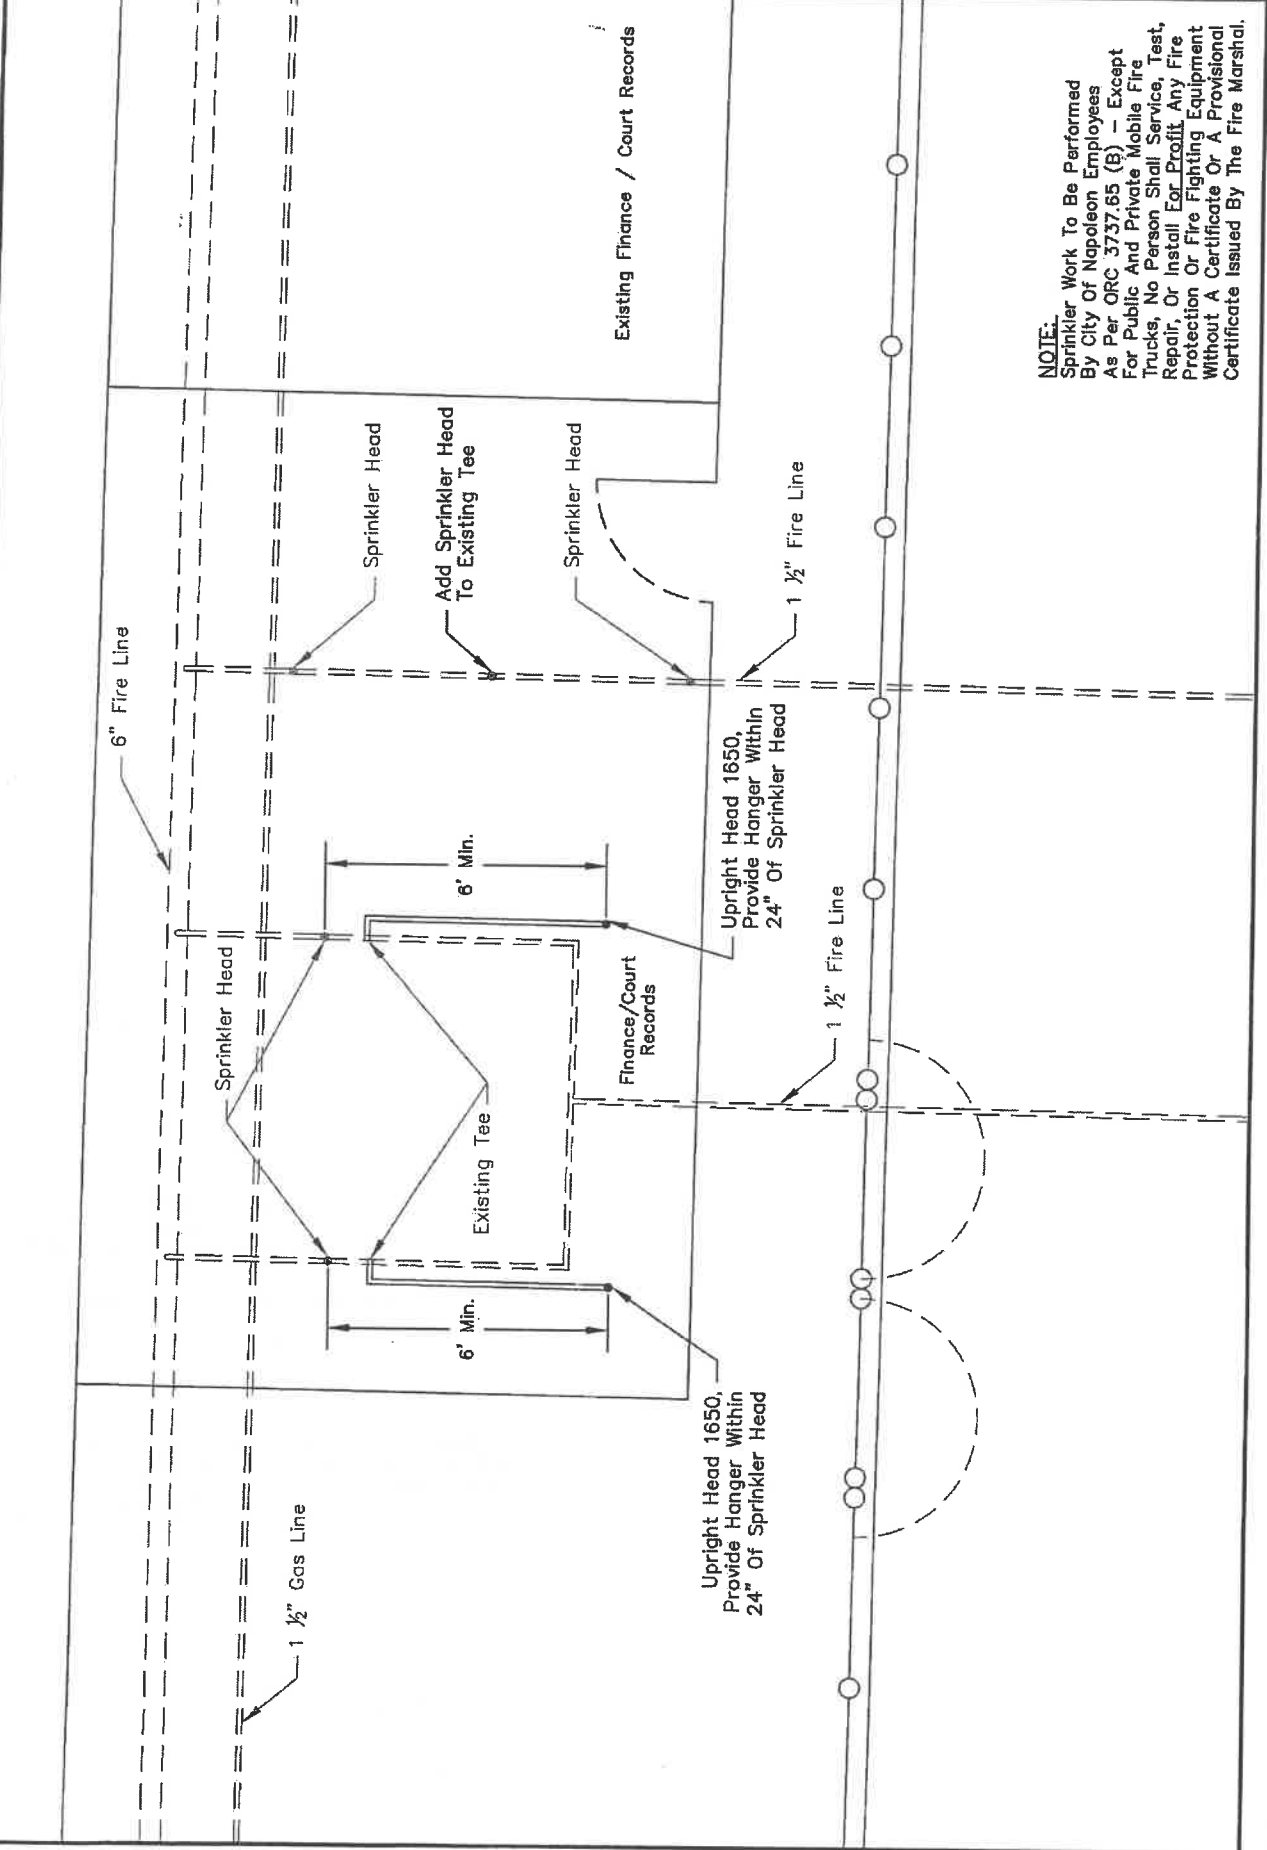 6" Fire Line
Sprinkler Head
Add Sprinkler Head
To Existing Tee
Sprinkler Head
Existing Finance / Court Records
1 ½" Fire Line
Sprinkler Head
6' Min.
Upright Head 1650,
Provide Hanger Within
24" Of Sprinkler Head
Existing Tee
Finance/Court
Records
1 ½" Fire Line
6' Min.
Upright Head 1650,
Provide Hanger Within
24" Of Sprinkler Head
1 ½" Gas Line
NOTE:
Sprinkler Work To Be Performed
By City Of Napoleon Employees
As Per ORC 3737.65 (B) – Except
For Public And Private Mobile Fire
Trucks, No Person Shall Service, Test,
Repair, Or Install For Profit Any Fire
Protection Or Fire Fighting Equipment
Without A Certificate Or A Provisional
Certificate Issued By The Fire Marshal.